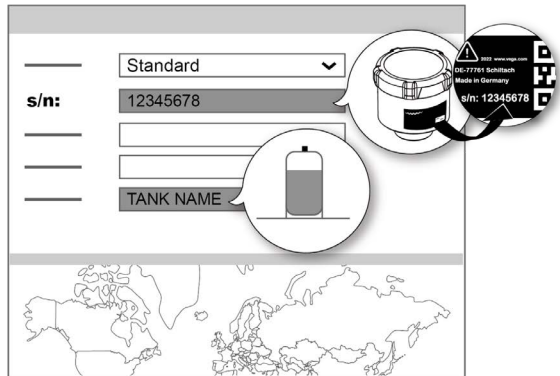 Standard
s/n:
12345678
TANK NAME
2022 www.vega.com
DE-77761 Schiltach
Made in Germany
s/n: 12345678